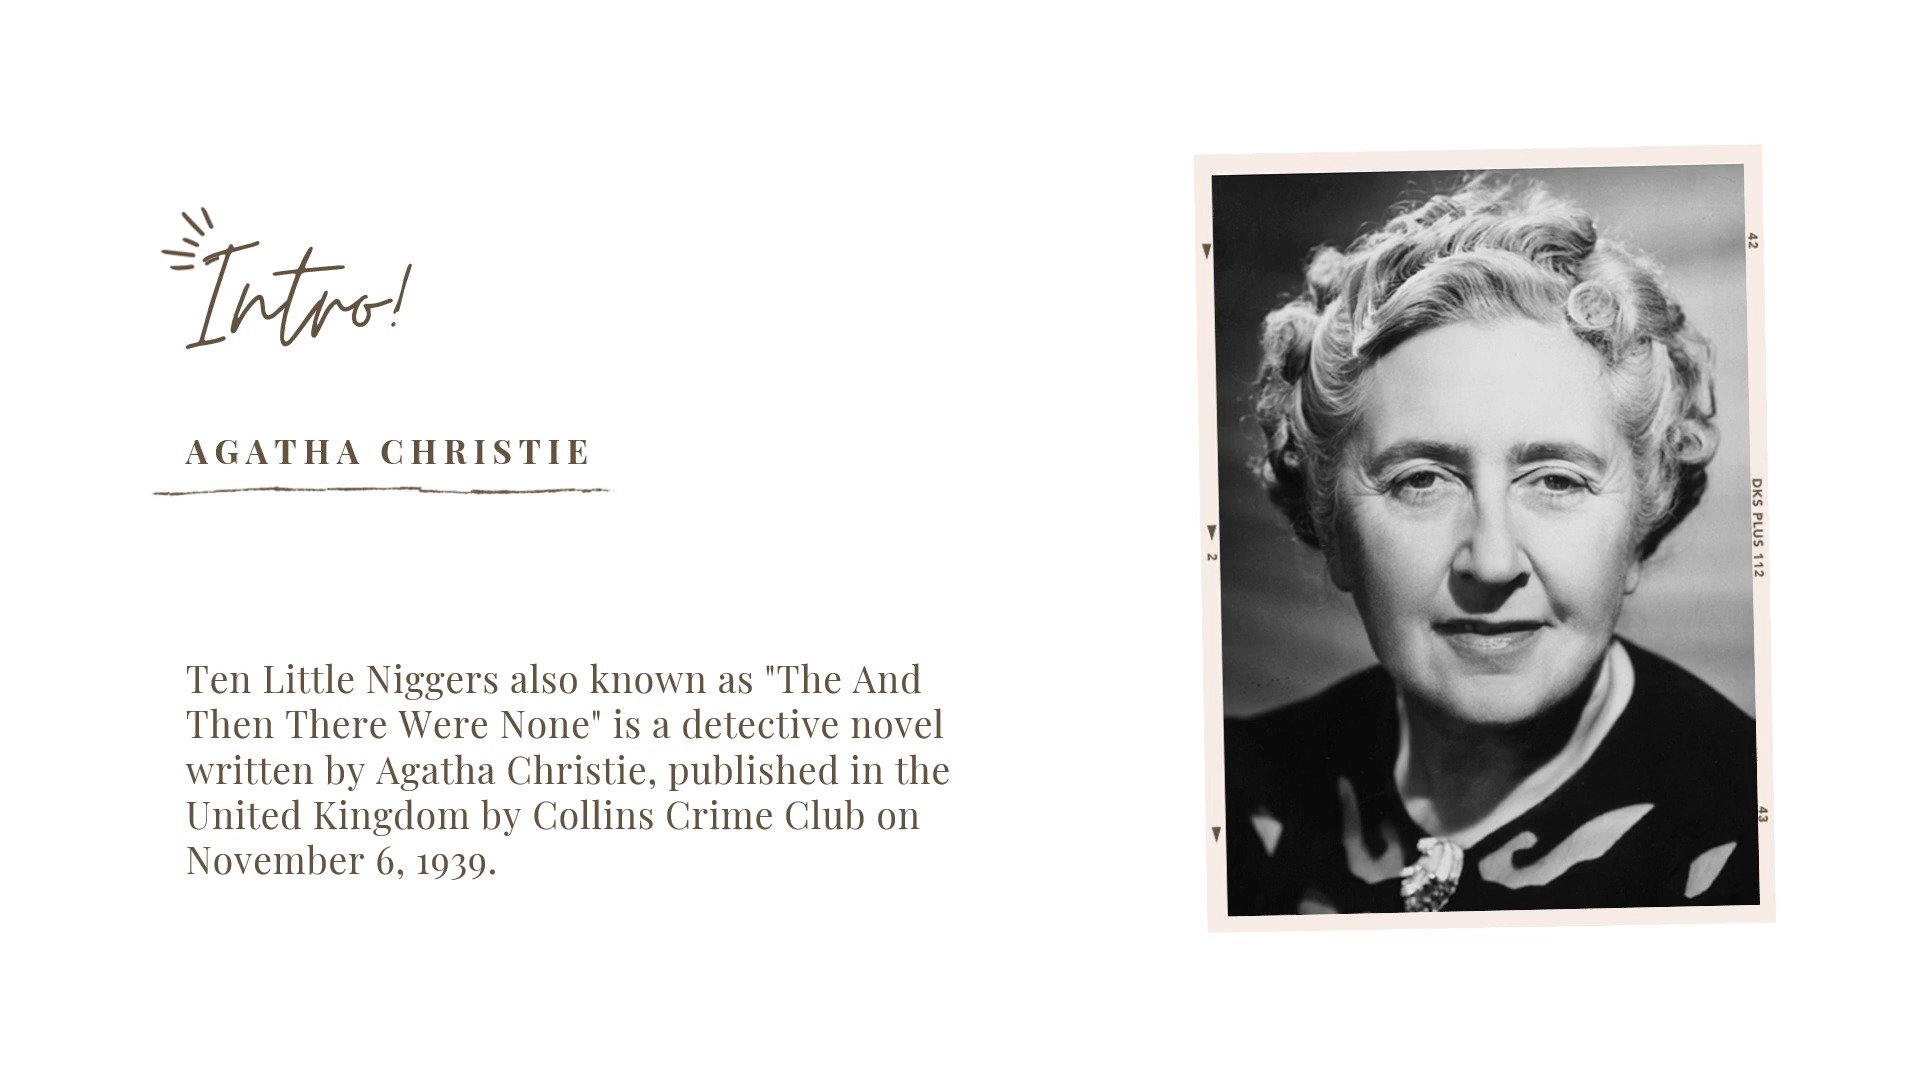 Intro!
AGATHA CHRISTIE
Ten Little Niggers also known as "The And
Then There Were None" is a detective novel
written by Agatha Christie, published in the
United Kingdom by Collins Crime Club on
November 6, 1939.
42
DKS PLUS 112
2
43